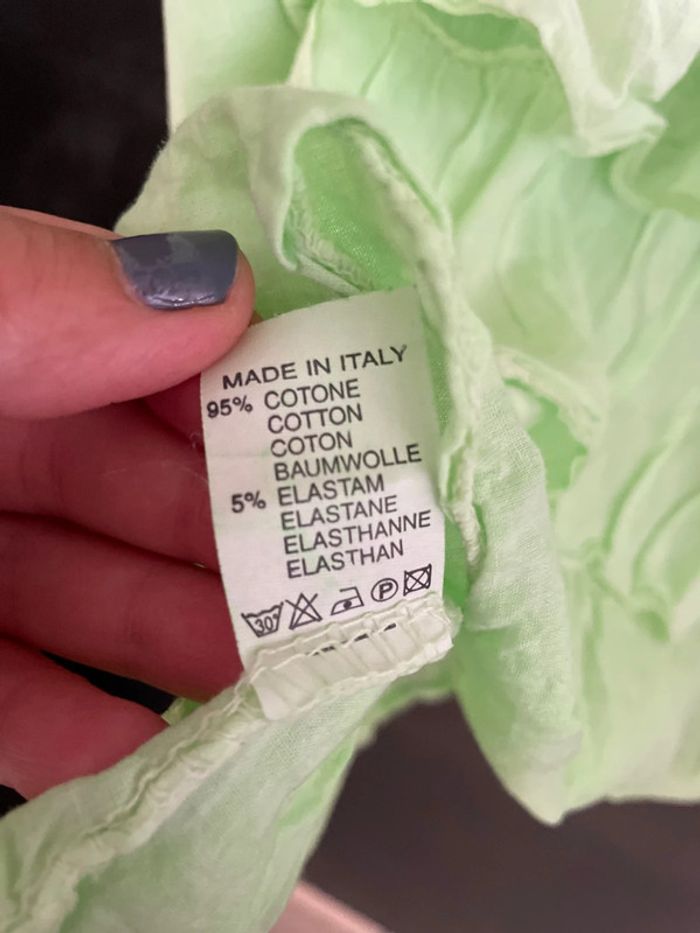 MADE IN ITALY
95% COTONE
COTTON
COTON
BAUMWOLLE
5% ELASTAM
ELASTANE
ELASTHANNE
ELASTHAN
30° P